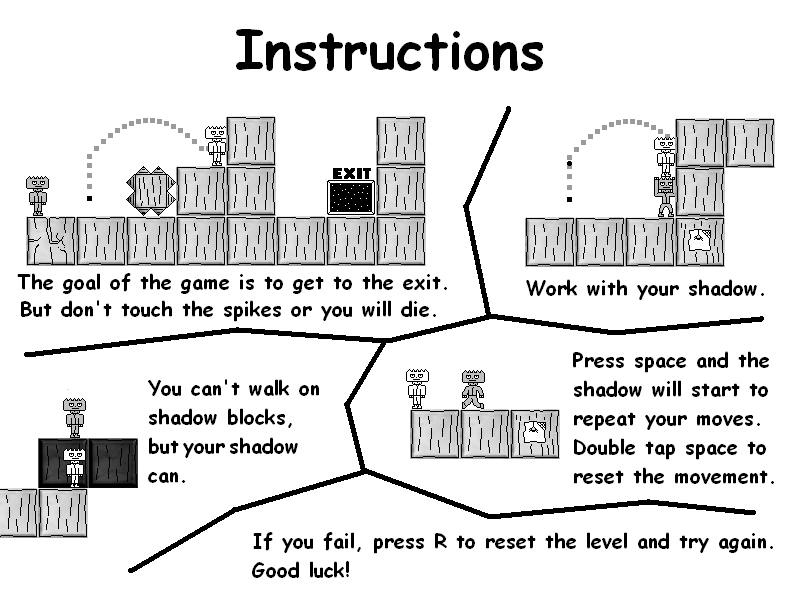 Instructions
EXIT
The goal of the game is to get to the exit.
But don't touch the spikes or you will die.
Work with your shadow.
You can't walk on
shadow blocks,
but your shadow
can.
Press space and the
shadow will start to
repeat your moves.
Double tap space to
reset the movement.
If you fail, press R to reset the level and try again.
Good luck!